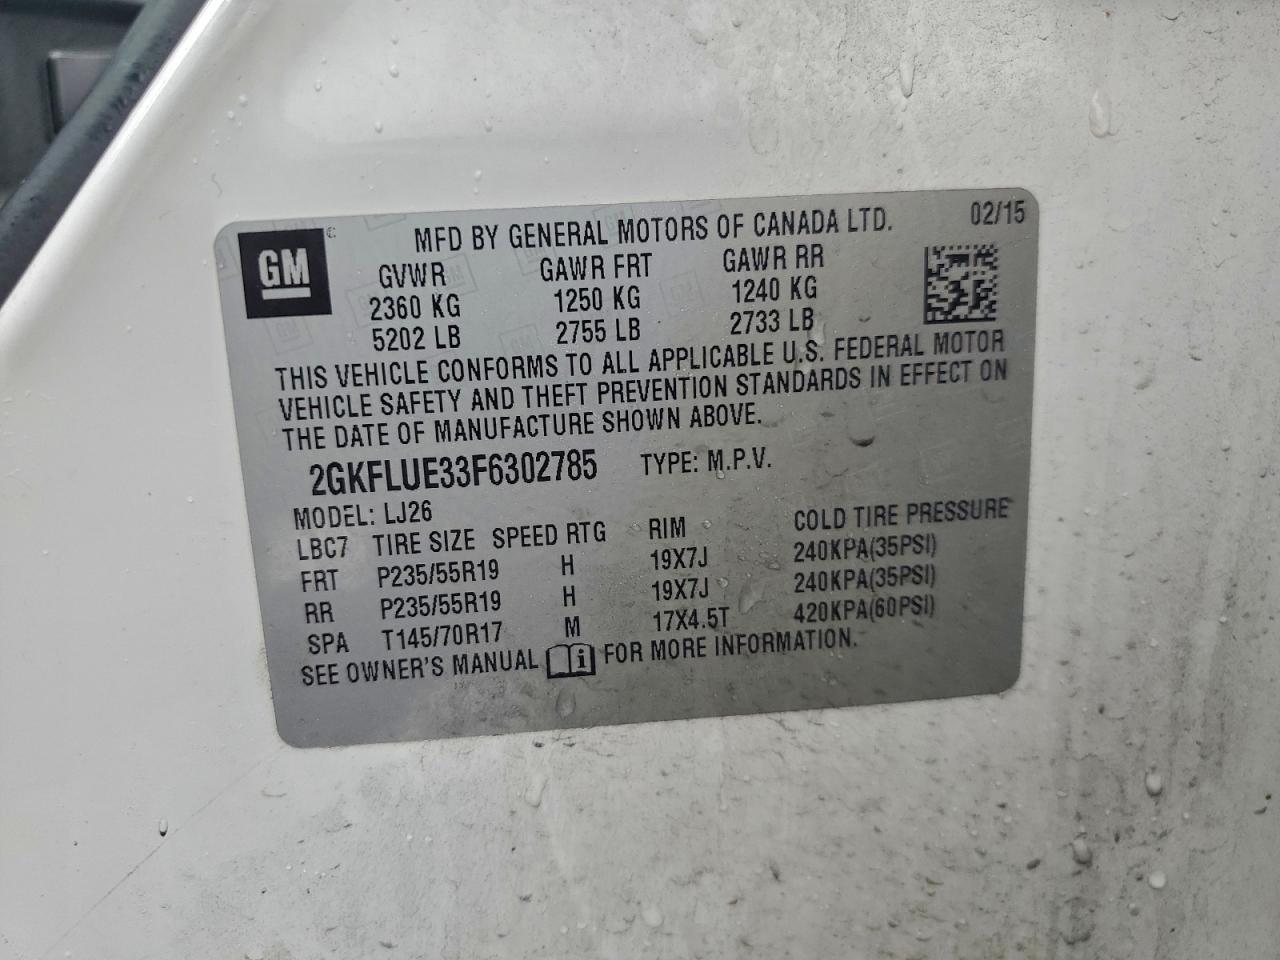 GM
MFD BY GENERAL MOTORS OF CANADA LTD. 02/15
GVWR GAWR FRT GAWR RR
2360 KG 1250 KG 1240 KG
5202 LB 2755 LB 2733 LB
THIS VEHICLE CONFORMS TO ALL APPLICABLE U.S. FEDERAL MOTOR
VEHICLE SAFETY AND THEFT PREVENTION STANDARDS IN EFFECT ON
THE DATE OF MANUFACTURE SHOWN ABOVE.
2GKFLUE33F6302785 TYPE: M.P.V.
MODEL: LJ26
LBC7 TIRE SIZE SPEED RTG RIM COLD TIRE PRESSURE
FRT P235/55R19 H 19X7J 240KPA(35PSI)
RR P235/55R19 H 19X7J 240KPA(35PSI)
SPA T145/70R17 M 17X4.5T 420KPA(60PSI)
SEE OWNER'S MANUAL i FOR MORE INFORMATION.